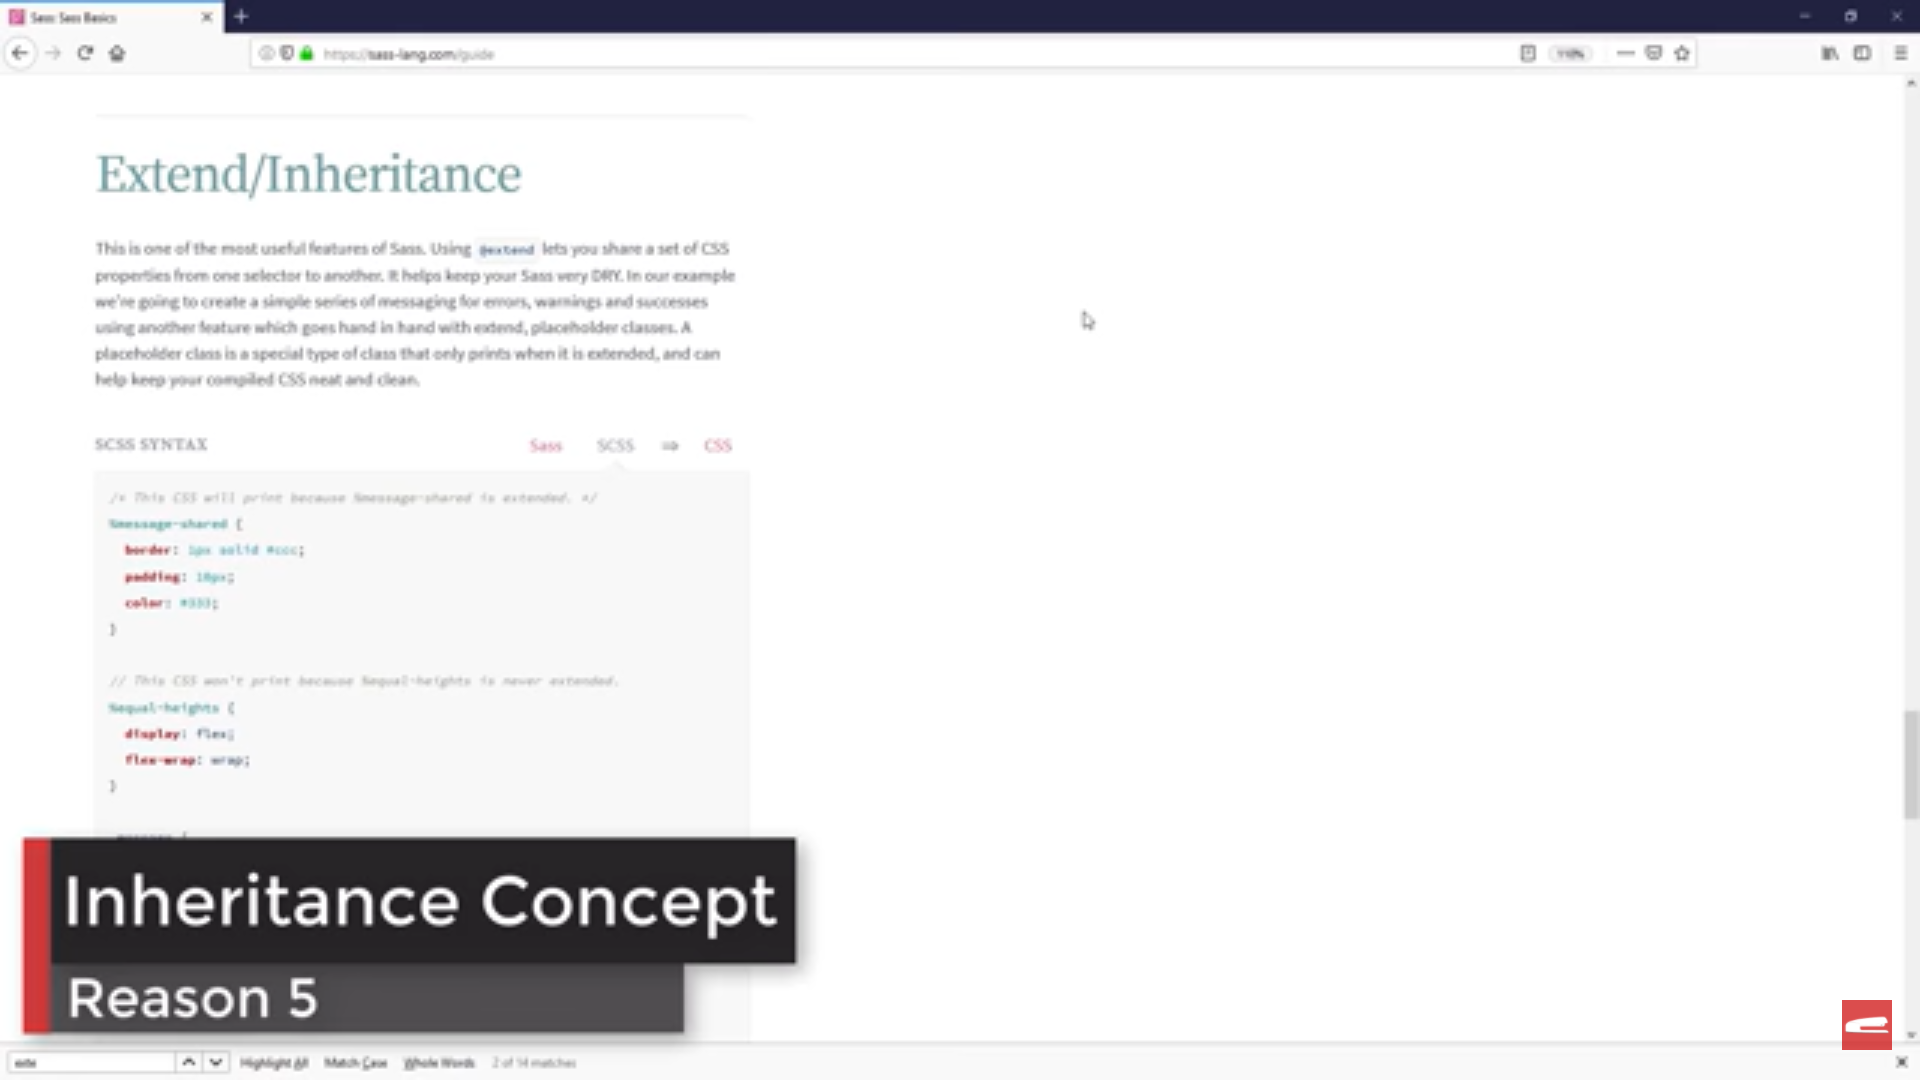 Sass: Sass Basics
https://sass-lang.com/guide
110%
Extend/Inheritance
This is one of the most useful features of Sass. Using @extend lets you share a set of CSS
properties from one selector to another. It helps keep your Sass very DRY. In our example
we're going to create a simple series of messaging for errors, warnings and successes
using another feature which goes hand in hand with extend, placeholder classes. A
placeholder class is a special type of class that only prints when it is extended, and can
help keep your compiled CSS neat and clean.
SCSS SYNTAX
Sass SCSS ⇒ CSS
/* This CSS will print because %message-shared is extended. */
%message-shared {
border: 1px solid #ccc;
padding: 10px;
color: #333;
}
// This CSS won't print because %equal-heights is never extended.
%equal-heights {
display: flex;
flex-wrap: wrap;
}
Inheritance Concept
Reason 5
exte
Highlight All Match Case Whole Words 2 of 14 matches